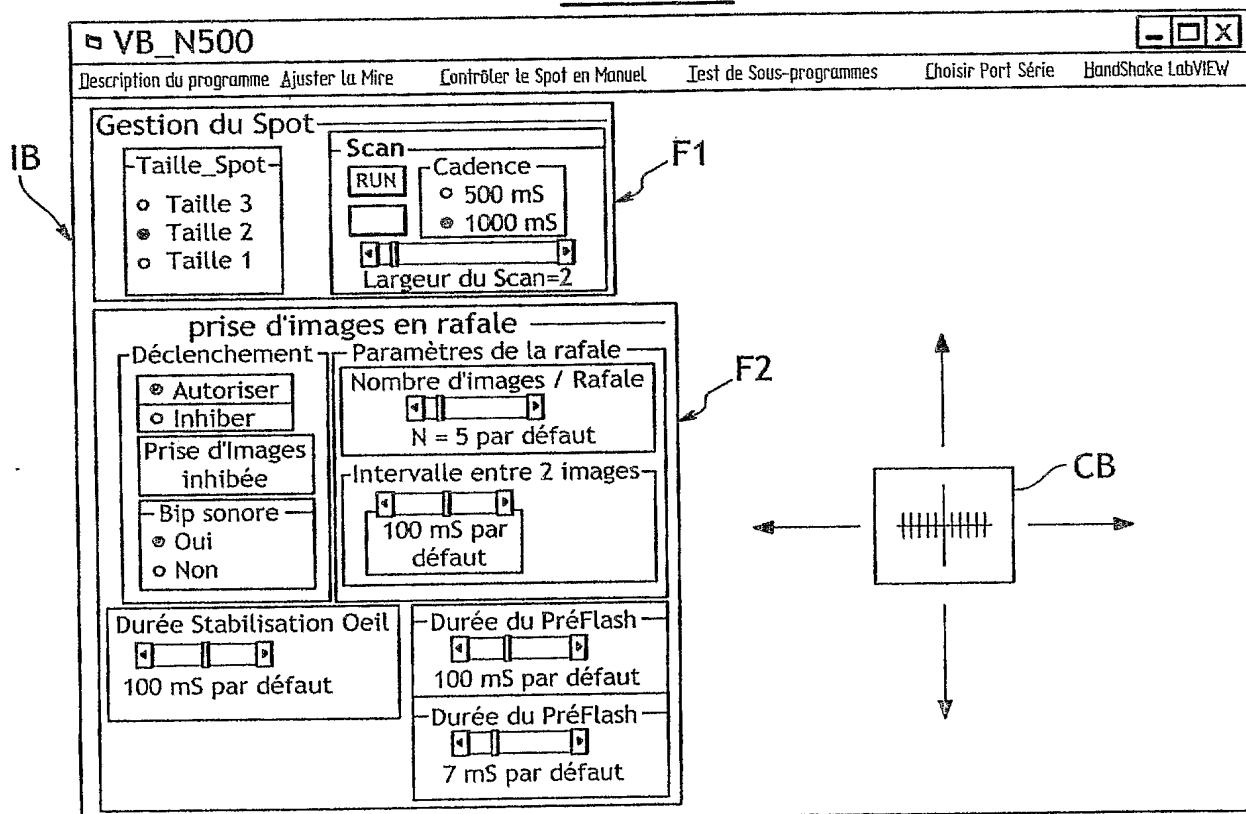 VB_N500
Description du programme Ajuster la Mire Contrôler le Spot en Manuel Test de Sous-programmes Choisir Port Série HandShake LabVIEW
IB
Gestion du Spot
Taille_Spot
Taille 3
Taille 2
Taille 1
Scan
RUN
Cadence
500 mS
1000 mS
Largeur du Scan=2
F1
prise d'images en rafale
Déclenchement
Autoriser
Inhiber
Prise d'Images
inhibée
Bip sonore
Oui
Non
Paramètres de la rafale
Nombre d'images / Rafale
N = 5 par défaut
Intervalle entre 2 images
100 mS par
défaut
F2
Durée Stabilisation Oeil
100 mS par défaut
Durée du PréFlash
100 mS par défaut
Durée du PréFlash
7 mS par défaut
CB